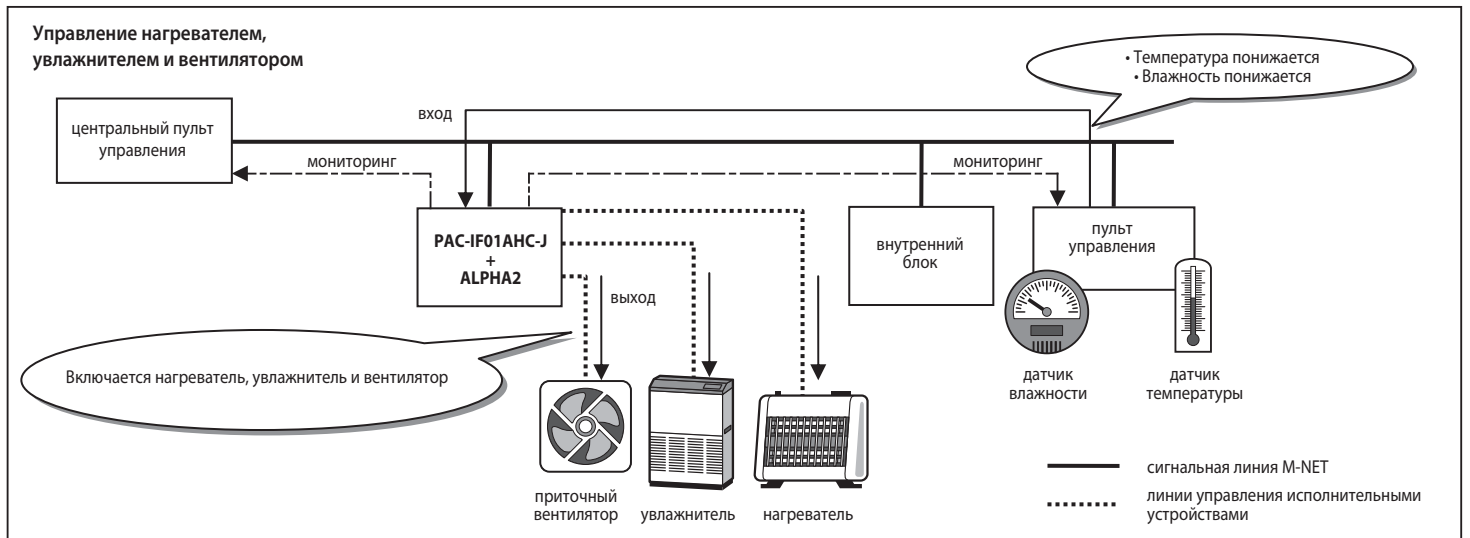 Управление нагревателем,
увлажнителем и вентилятором
• Температура понижается
• Влажность понижается
вход
центральный пульт
управления
мониторинг
мониторинг
PAC-IF01AHC-J
+
ALPHA2
внутренний
блок
пульт
управления
выход
Включается нагреватель, увлажнитель и вентилятор
датчик
влажности
датчик
температуры
приточный
вентилятор
увлажнитель
нагреватель
сигнальная линия M-NET
линии управления исполнительными
устройствами